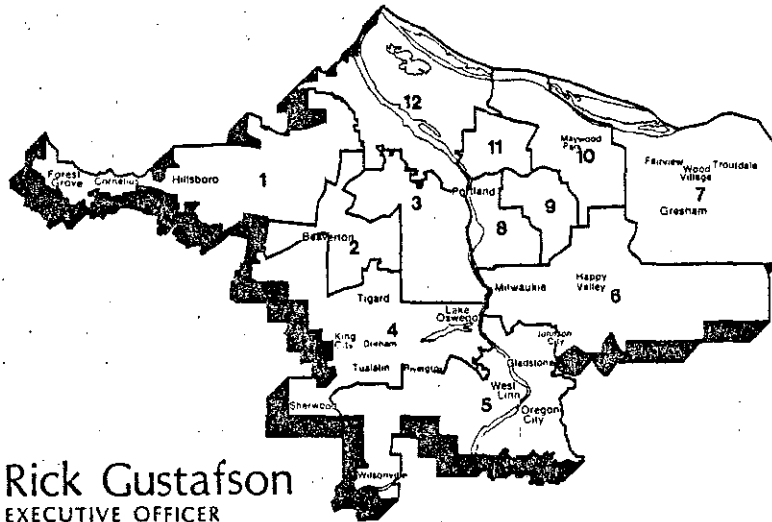 12
11
Maywood
Park
10
Fairview
Wood
Village
Troutdale
7
Gresham
Forest
Grove
Cornelius
Hillsboro
1
3
Portland
9
8
Beaverton
2
Milwaukie
Happy
Valley
6
Tigard
Lake
Oswego
4
King
City
Durham
Johnson
City
Tualatin
Rivergrove
Gladstone
West
Linn
5
Sherwood
Oregon
City
Wilsonville
Rick Gustafson
EXECUTIVE OFFICER